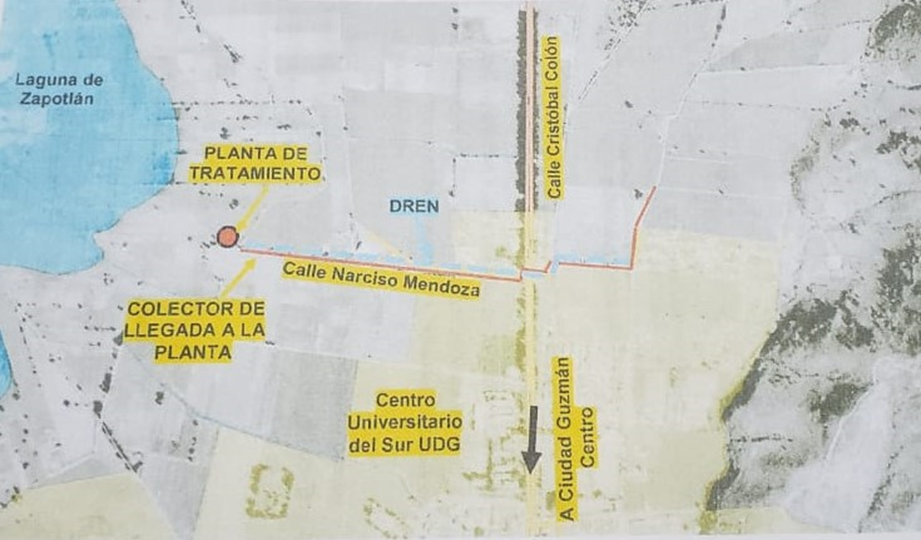 Laguna de
Zapotlán
PLANTA DE
TRATAMIENTO
DREN
Calle Cristóbal Colón
Calle Narciso Mendoza
COLECTOR DE
LLEGADA A LA
PLANTA
Centro
Universitario
del Sur UDG
A Ciudad Guzmán
Centro